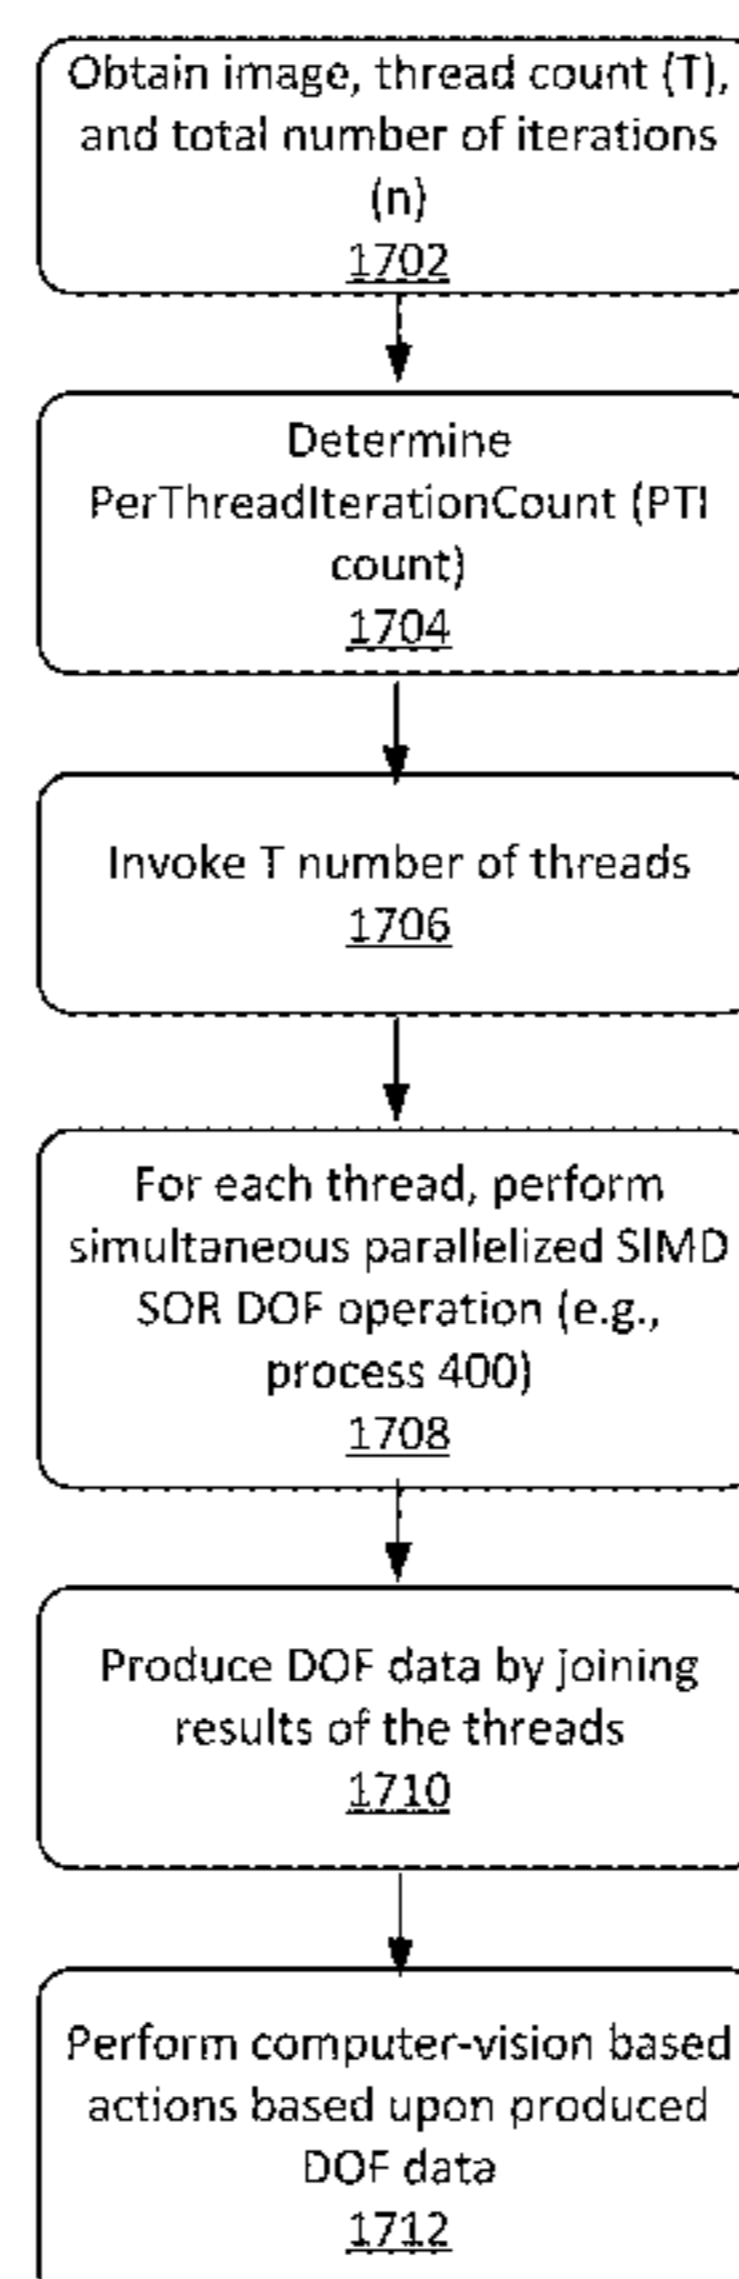 Obtain image, thread count (T),
and total number of iterations
(n)
1702
Determine
PerThreadIterationCount (PTI
count)
1704
Invoke T number of threads
1706
For each thread, perform
simultaneous parallelized SIMD
SOR DOF operation (e.g.,
process 400)
1708
Produce DOF data by joining
results of the threads
1710
Perform computer-vision based
actions based upon produced
DOF data
1712